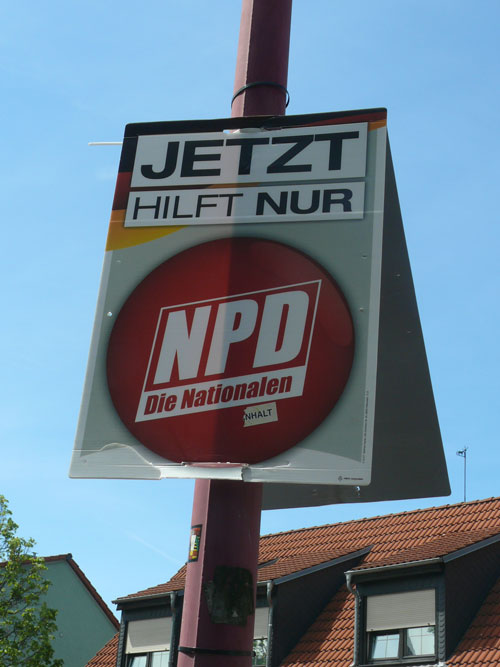 JETZT
HILFT NUR
NPD
Die Nationalen
NHALT